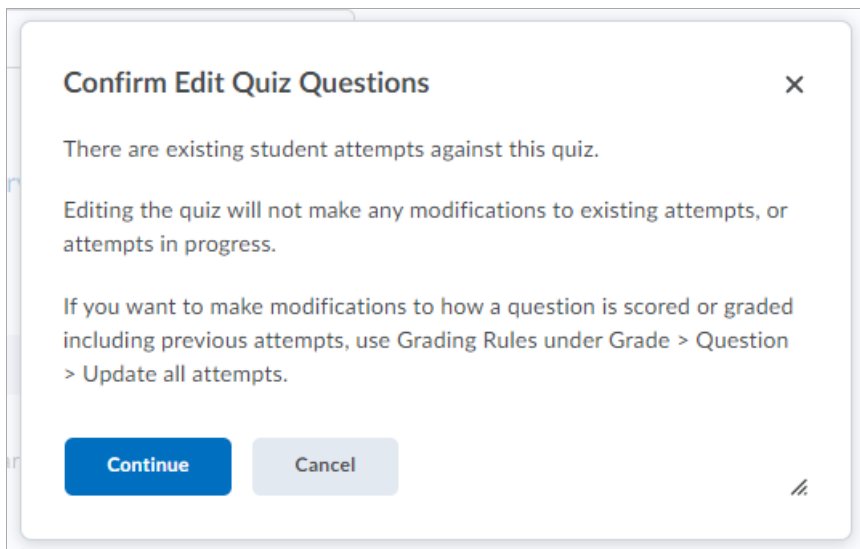 Confirm Edit Quiz Questions
There are existing student attempts against this quiz.
Editing the quiz will not make any modifications to existing attempts, or
attempts in progress.
If you want to make modifications to how a question is scored or graded
including previous attempts, use Grading Rules under Grade > Question
> Update all attempts.
Continue
Cancel